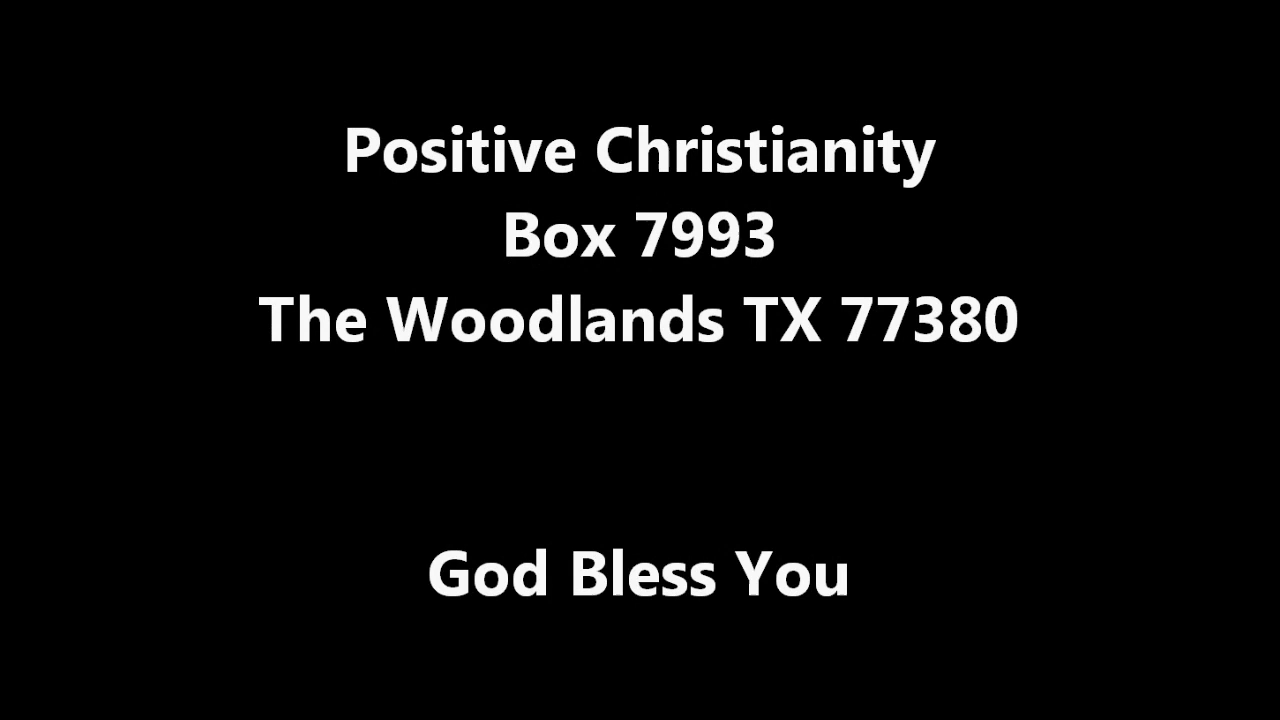 Positive Christianity
Box 7993
The Woodlands TX 77380
God Bless You